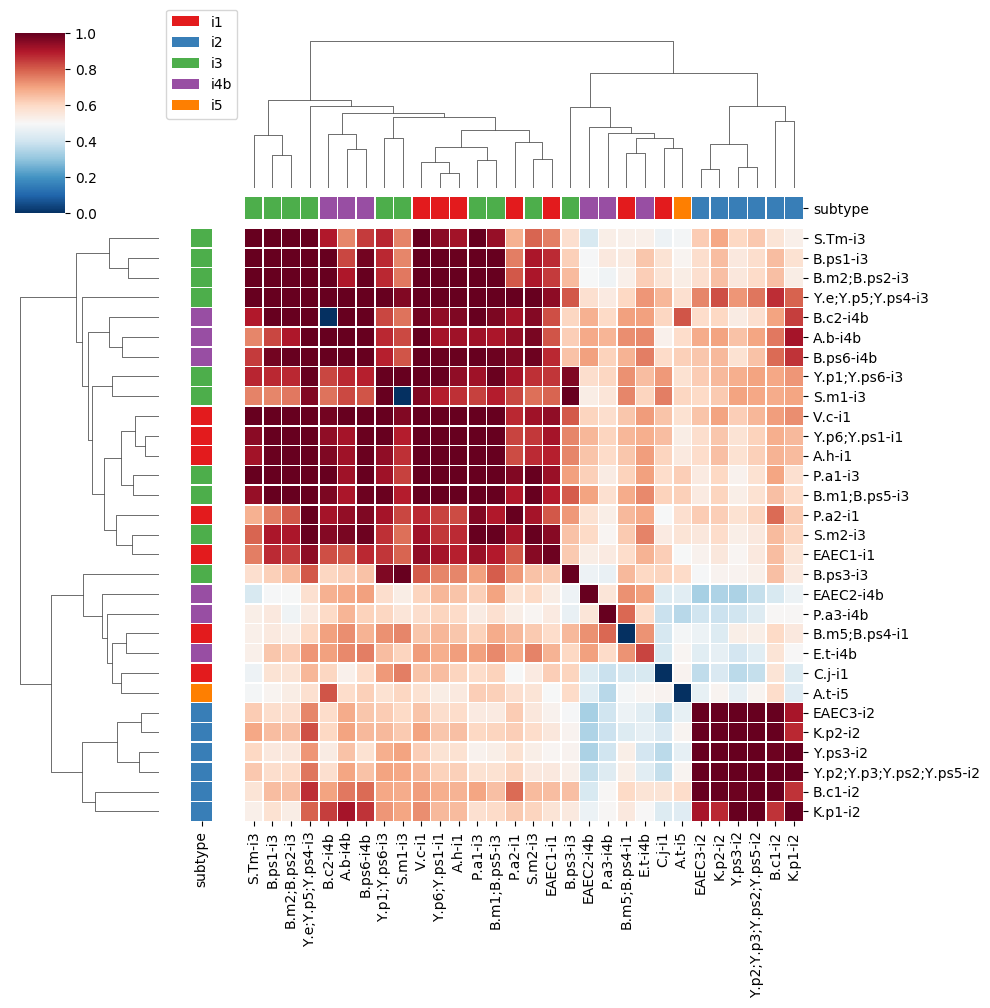 1.0
0.8
0.6
0.4
0.2
0.0
i1
i2
i3
i4b
i5
subtype
S.Tm-i3
B.ps1-i3
B.m2;B.ps2-i3
Y.e;Y.p5;Y.ps4-i3
B.c2-i4b
A.b-i4b
B.ps6-i4b
Y.p1;Y.ps6-i3
S.m1-i3
V.c-i1
Y.p6;Y.ps1-i1
A.h-i1
P.a1-i3
B.m1;B.ps5-i3
P.a2-i1
S.m2-i3
EAEC1-i1
B.ps3-i3
EAEC2-i4b
P.a3-i4b
B.m5;B.ps4-i1
E.t-i4b
C.j-i1
A.t-i5
EAEC3-i2
K.p2-i2
Y.ps3-i2
Y.p2;Y.p3;Y.ps2;Y.ps5-i2
B.c1-i2
K.p1-i2
subtype
S.Tm-i3
B.ps1-i3
B.m2;B.ps2-i3
Y.e;Y.p5;Y.ps4-i3
B.c2-i4b
A.b-i4b
B.ps6-i4b
Y.p1;Y.ps6-i3
S.m1-i3
V.c-i1
Y.p6;Y.ps1-i1
A.h-i1
P.a1-i3
B.m1;B.ps5-i3
P.a2-i1
S.m2-i3
EAEC1-i1
B.ps3-i3
EAEC2-i4b
P.a3-i4b
B.m5;B.ps4-i1
E.t-i4b
C.j-i1
A.t-i5
EAEC3-i2
K.p2-i2
Y.ps3-i2
Y.p2;Y.p3;Y.ps2;Y.ps5-i2
B.c1-i2
K.p1-i2